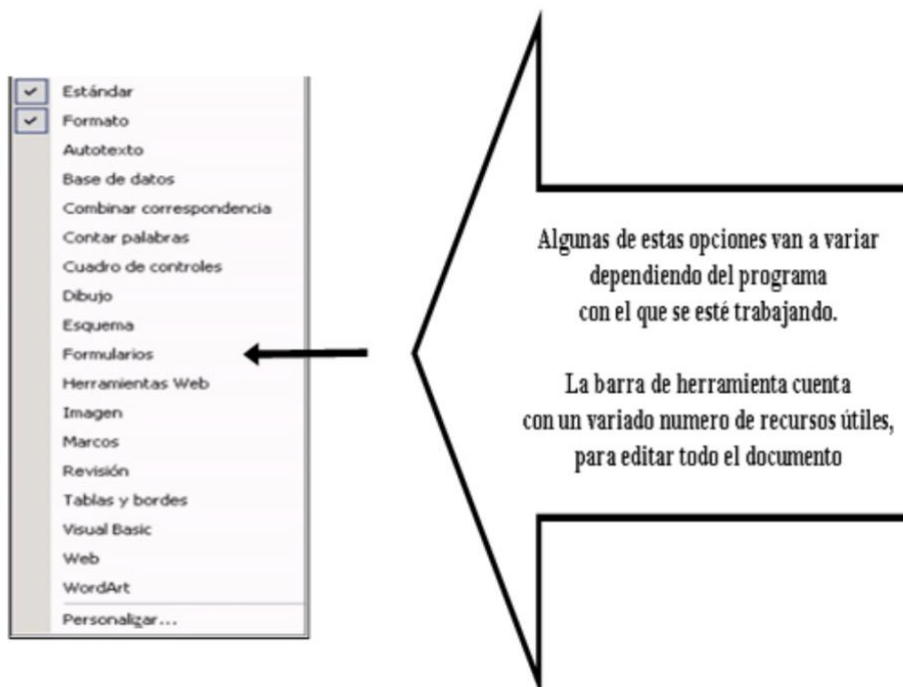 Estándar
Formato
Autotexto
Base de datos
Combinar correspondencia
Contar palabras
Cuadro de controles
Dibujo
Esquema
Formularios
Herramientas Web
Imagen
Marcos
Revisión
Tablas y bordes
Visual Basic
Web
WordArt
Personalizar...
Algunas de estas opciones van a variar
dependiendo del programa
con el que se esté trabajando.
La barra de herramienta cuenta
con un variado numero de recursos útiles,
para editar todo el documento